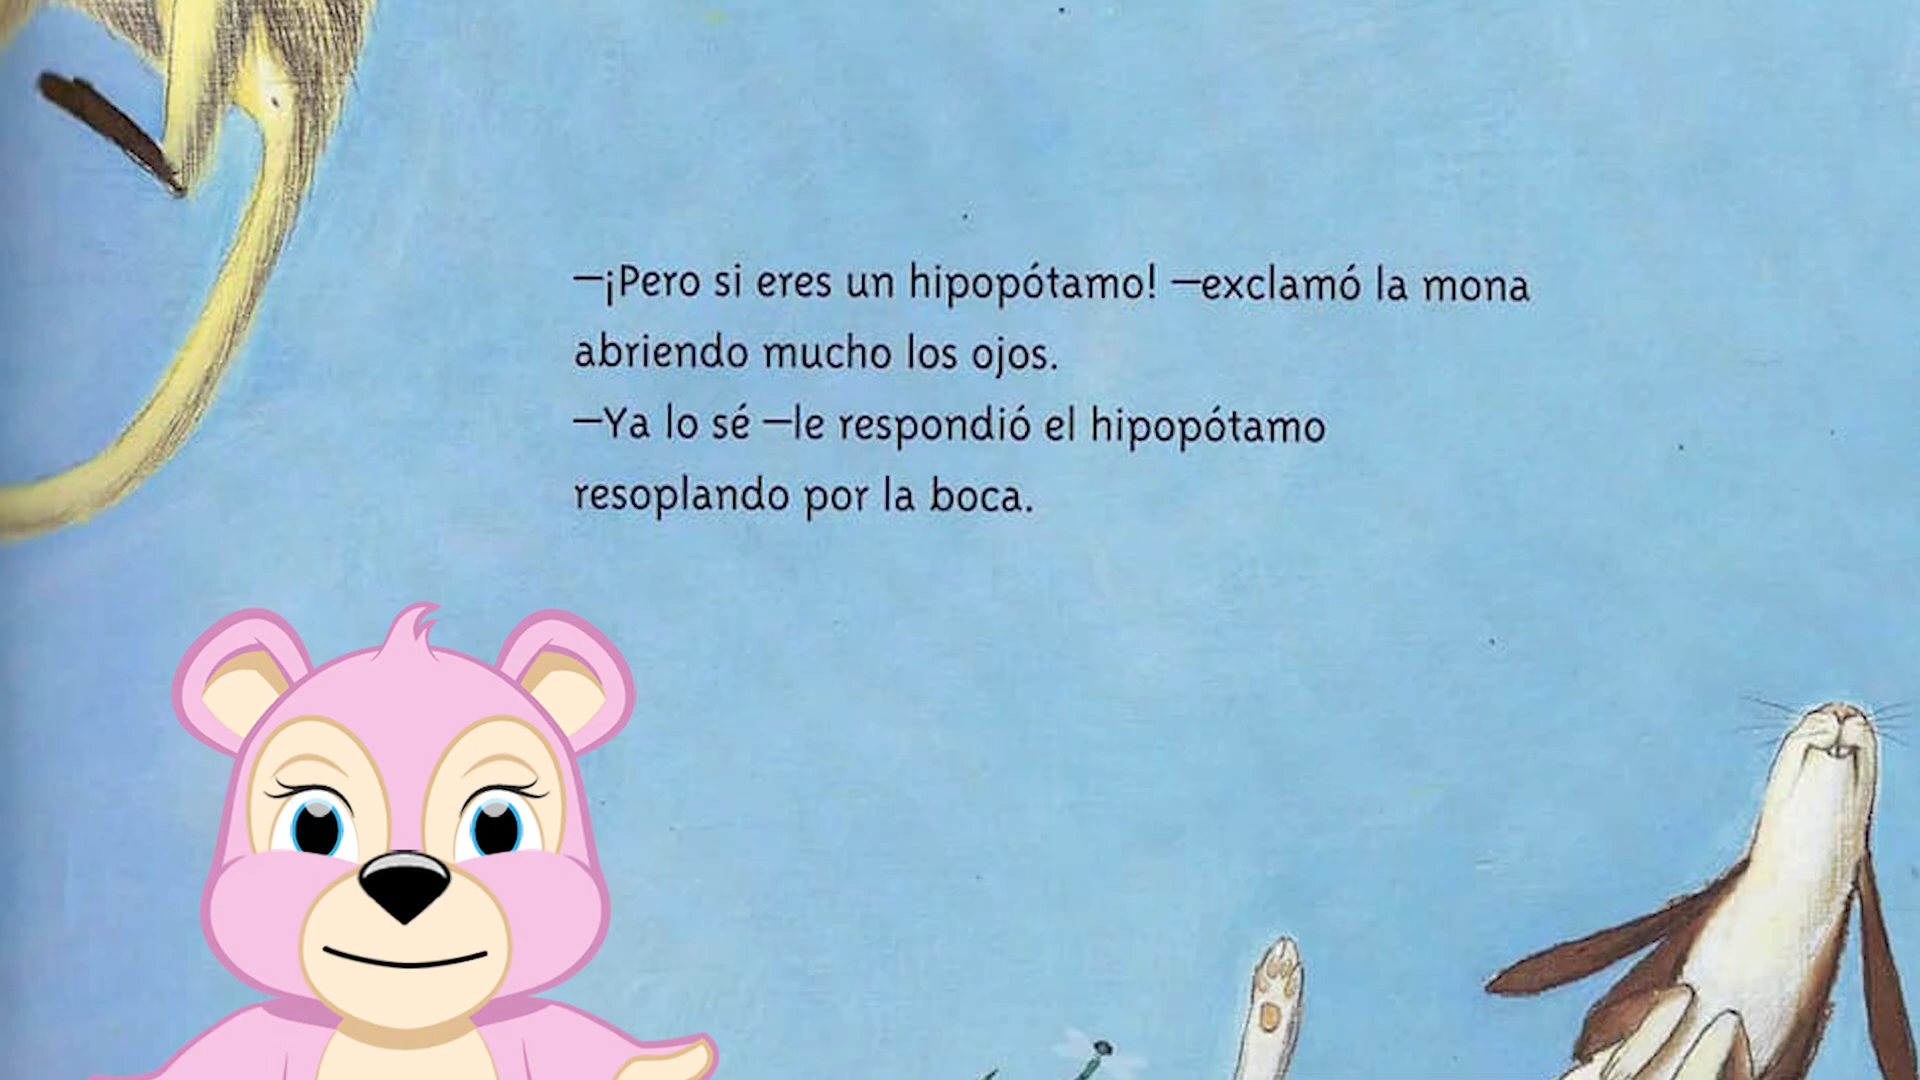 —¡Pero si eres un hipopótamo! —exclamó la mona
abriendo mucho los ojos.
—Ya lo sé —le respondió el hipopótamo
resoplando por la boca.